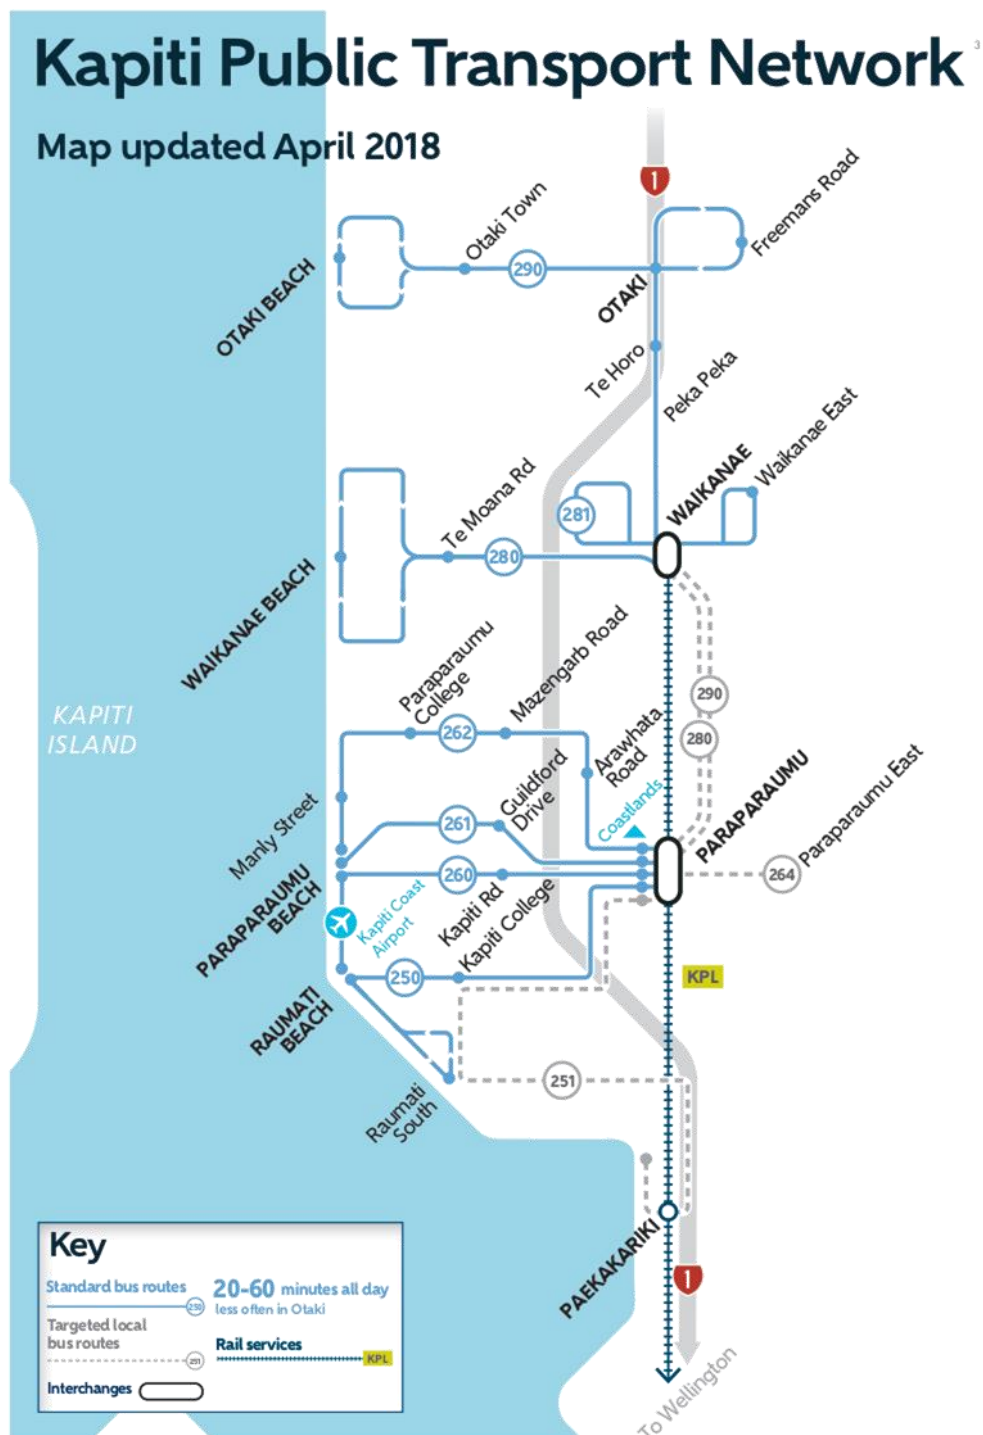 Kapiti Public Transport Network
3
Map updated April 2018
1
Freemans Road
Otaki Town
290
OTAKI BEACH
OTAKI
Te Horo
Peka Peka
Waikanae East
WAIKANAE
Te Moana Rd
281
280
WAIKANAE BEACH
Mazengarb Road
Paraparaumu
College
290
KAPITI
ISLAND
262
280
Arawhata
Road
Guildford
Drive
PARAPARAUMU
Paraparaumu East
Coastlands
Manly Street
261
260
264
PARAPARAUMU
BEACH
Kapiti Coast
Airport
Kapiti Rd
Kapiti College
250
KPL
RAUMATI
BEACH
251
Raumati
South
PAEKAKARIKI
1
To Wellington
Key
Standard bus routes
250
20-60 minutes all day
less often in Otaki
Targeted local
bus routes
251
Rail services
KPL
Interchanges